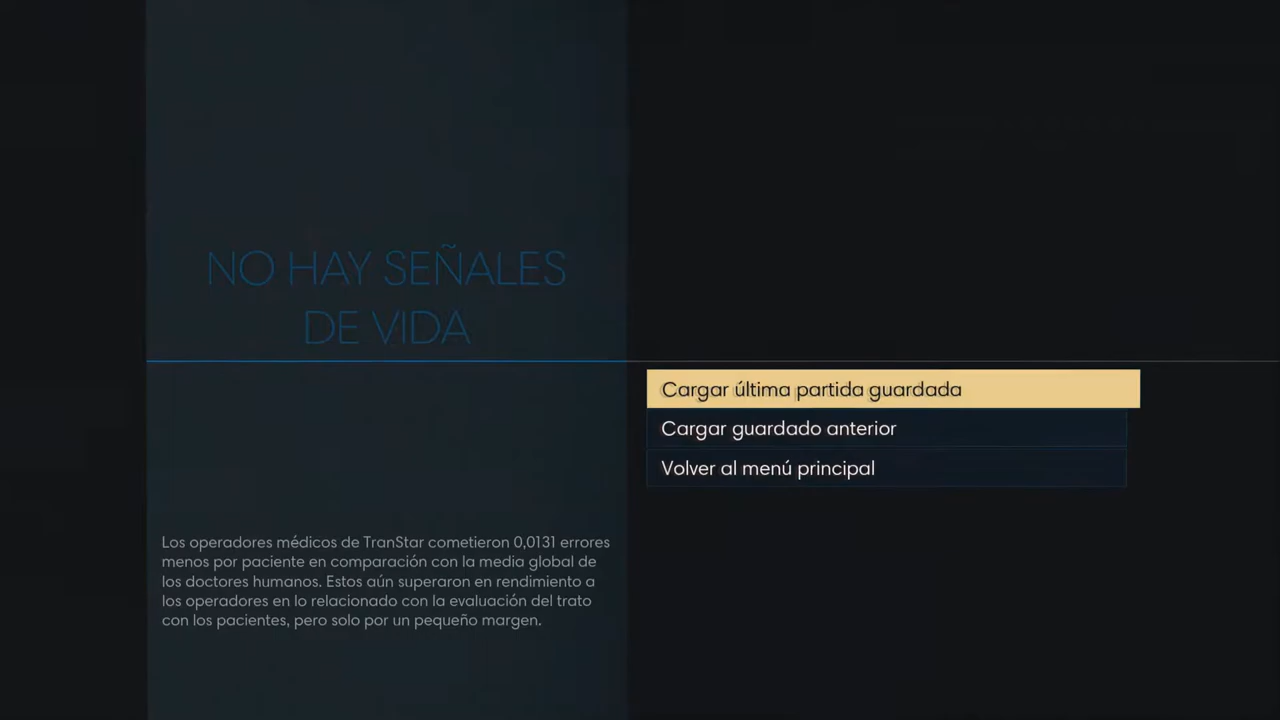 NO HAY SEÑALES
DE VIDA
Cargar última partida guardada
Cargar guardado anterior
Volver al menú principal
Los operadores médicos de TranStar cometieron 0,0131 errores
menos por paciente en comparación con la media global de
los doctores humanos. Estos aún superaron en rendimiento a
los operadores en lo relacionado con la evaluación del trato
con los pacientes, pero solo por un pequeño margen.